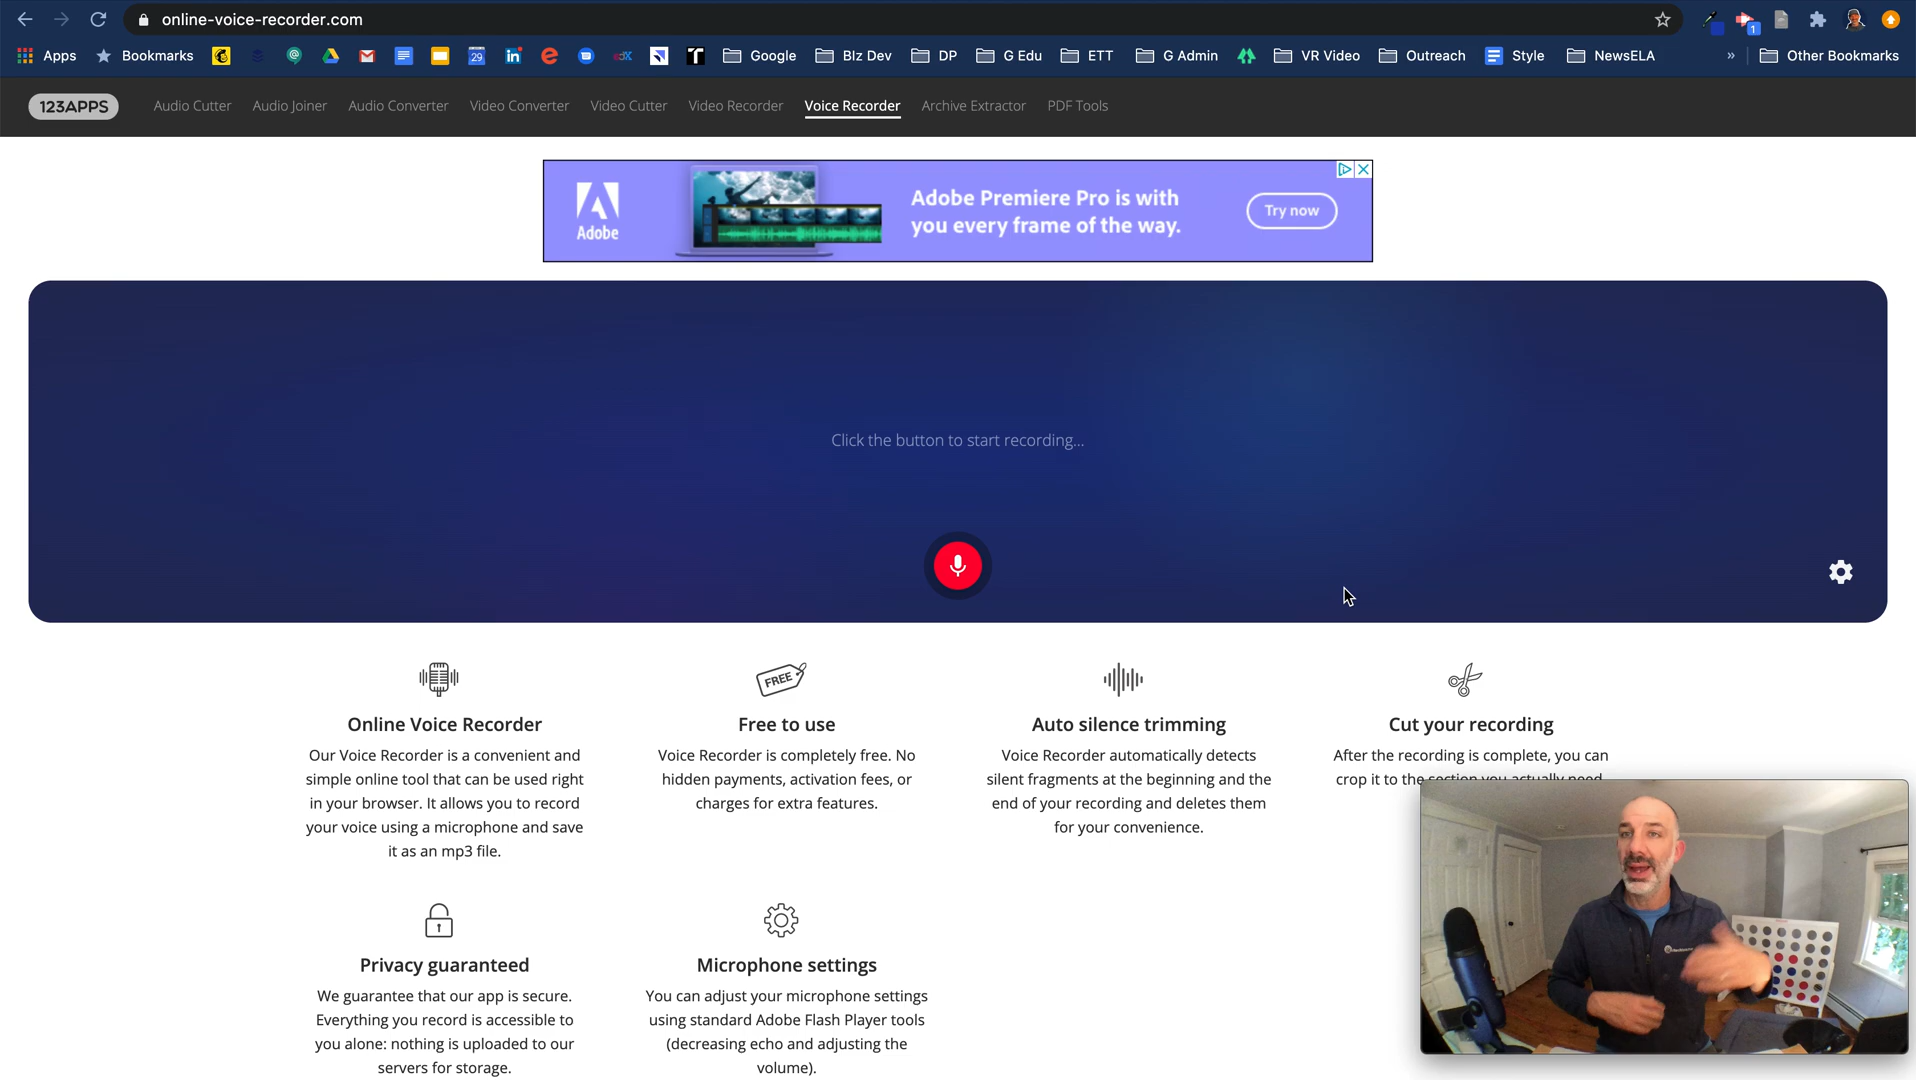 online-voice-recorder.com
Apps
Bookmarks
29
Google
BIz Dev
DP
G Edu
ETT
G Admin
VR Video
Outreach
Style
NewsELA
»
Other Bookmarks
1
123APPS
Audio Cutter
Audio Joiner
Audio Converter
Video Converter
Video Cutter
Video Recorder
Voice Recorder
Archive Extractor
PDF Tools
Adobe
Adobe Premiere Pro is with
you every frame of the way.
Try now
Click the button to start recording...
Online Voice Recorder
Our Voice Recorder is a convenient and
simple online tool that can be used right
in your browser. It allows you to record
your voice using a microphone and save
it as an mp3 file.
FREE
Free to use
Voice Recorder is completely free. No
hidden payments, activation fees, or
charges for extra features.
Auto silence trimming
Voice Recorder automatically detects
silent fragments at the beginning and the
end of your recording and deletes them
for your convenience.
Cut your recording
After the recording is complete, you can
crop it to the section you actually need.
Privacy guaranteed
We guarantee that our app is secure.
Everything you record is accessible to
you alone: nothing is uploaded to our
servers for storage.
Microphone settings
You can adjust your microphone settings
using standard Adobe Flash Player tools
(decreasing echo and adjusting the
volume).